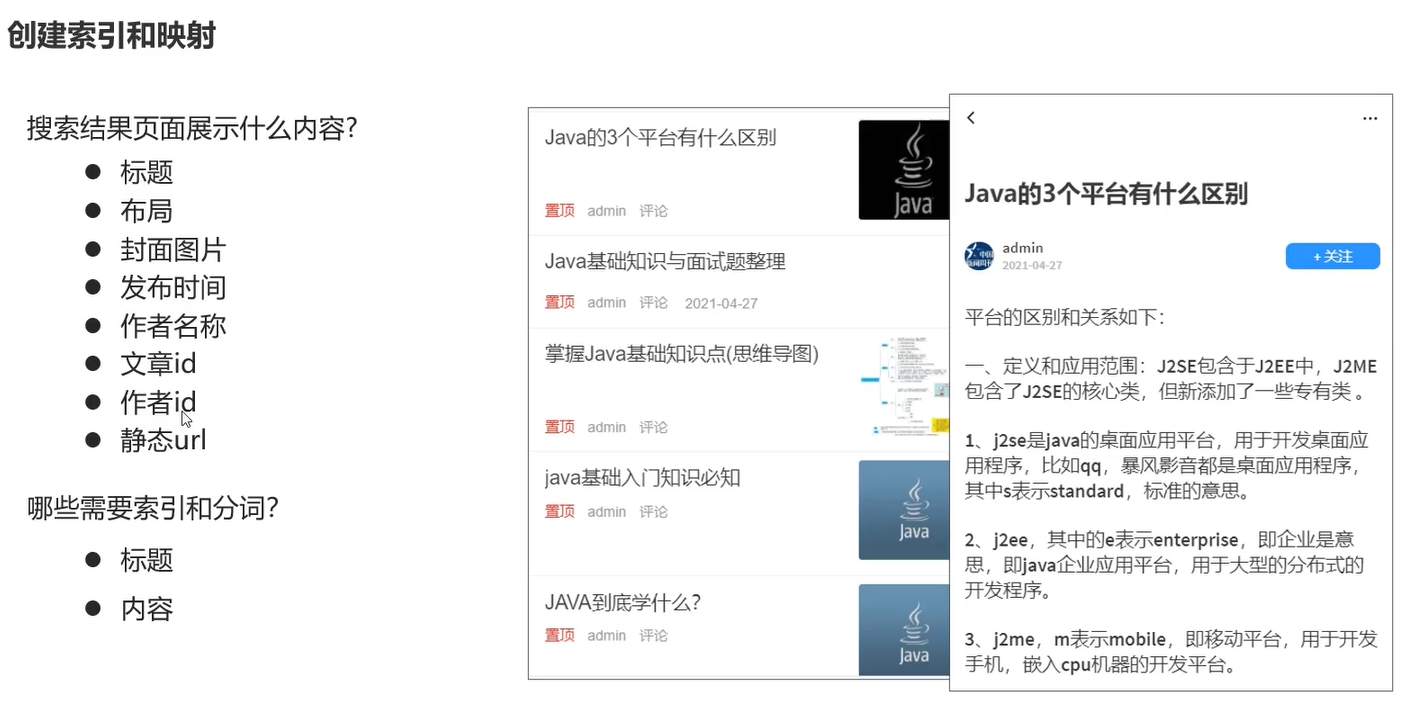 创建索引和映射
搜索结果页面展示什么内容?
● 标题
● 布局
● 封面图片
● 发布时间
● 作者名称
● 文章id
● 作者id
● 静态url
哪些需要索引和分词?
● 标题
● 内容
Java的3个平台有什么区别
置顶 admin 评论
Java
Java基础知识与面试题整理
置顶 admin 评论 2021-04-27
掌握Java基础知识点(思维导图)
置顶 admin 评论
java基础入门知识必知
置顶 admin 评论
Java
JAVA到底学什么?
置顶 admin 评论
Java
Java的3个平台有什么区别
admin
2021-04-27
+ 关注
平台的区别和关系如下：
一、定义和应用范围：J2SE包含于J2EE中，J2ME
包含了J2SE的核心类，但新添加了一些专有类 。
1、j2se是java的桌面应用平台，用于开发桌面应
用程序，比如qq，暴风影音都是桌面应用程序，
其中s表示standard，标准的意思。
2、j2ee，其中的e表示enterprise，即企业是意
思，即java企业应用平台，用于大型的分布式的
开发程序。
3、j2me，m表示mobile，即移动平台，用于开发
手机，嵌入cpu机器的开发平台。